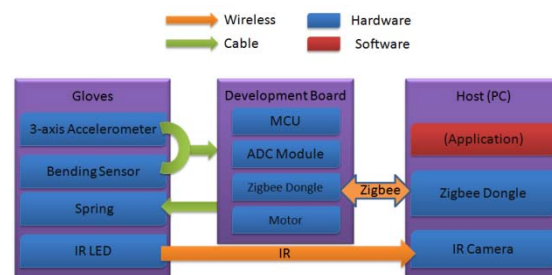 Wireless
Hardware
Cable
Software
Gloves
3-axis Accelerometer
Bending Sensor
Spring
IR LED
Development Board
MCU
ADC Module
Zigbee Dongle
Motor
Zigbee
IR
Host (PC)
(Application)
Zigbee Dongle
IR Camera